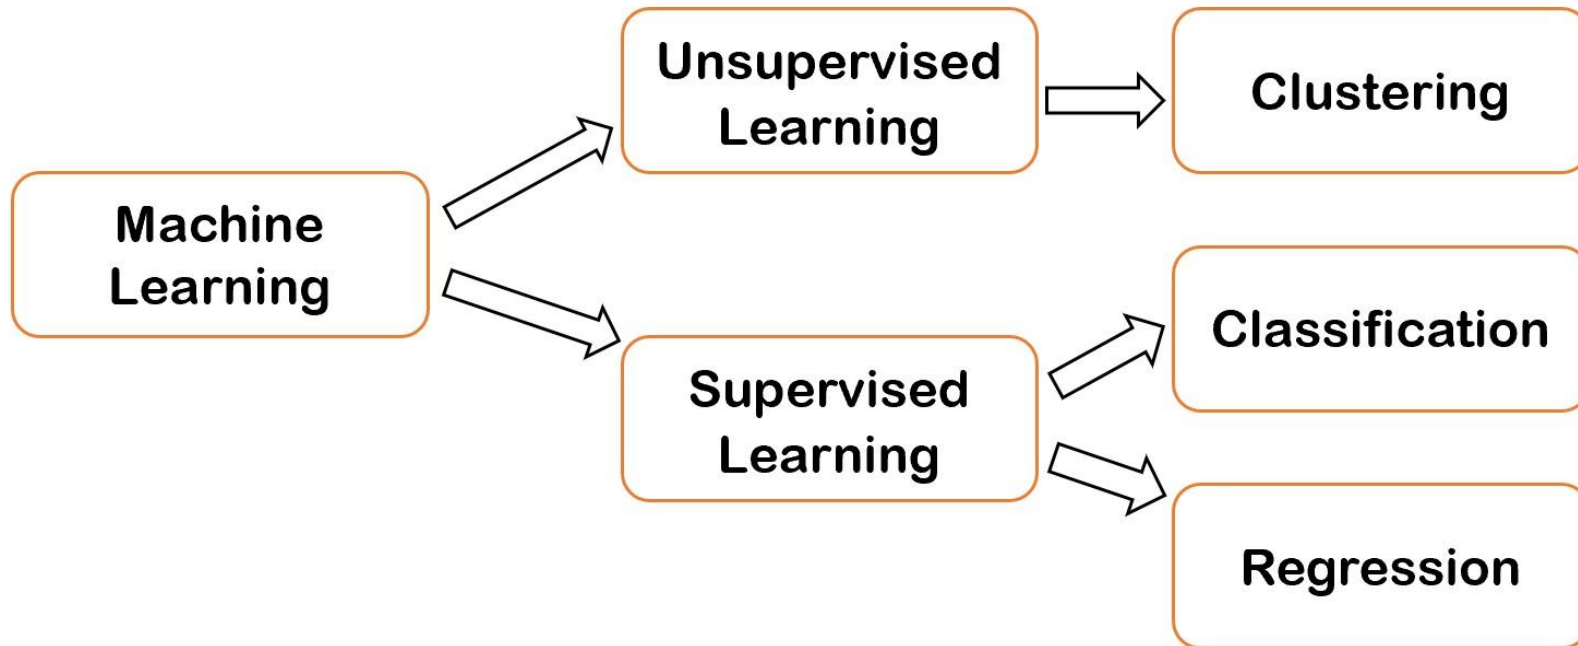 Machine
Learning
Unsupervised
Learning
Clustering
Supervised
Learning
Classification
Regression